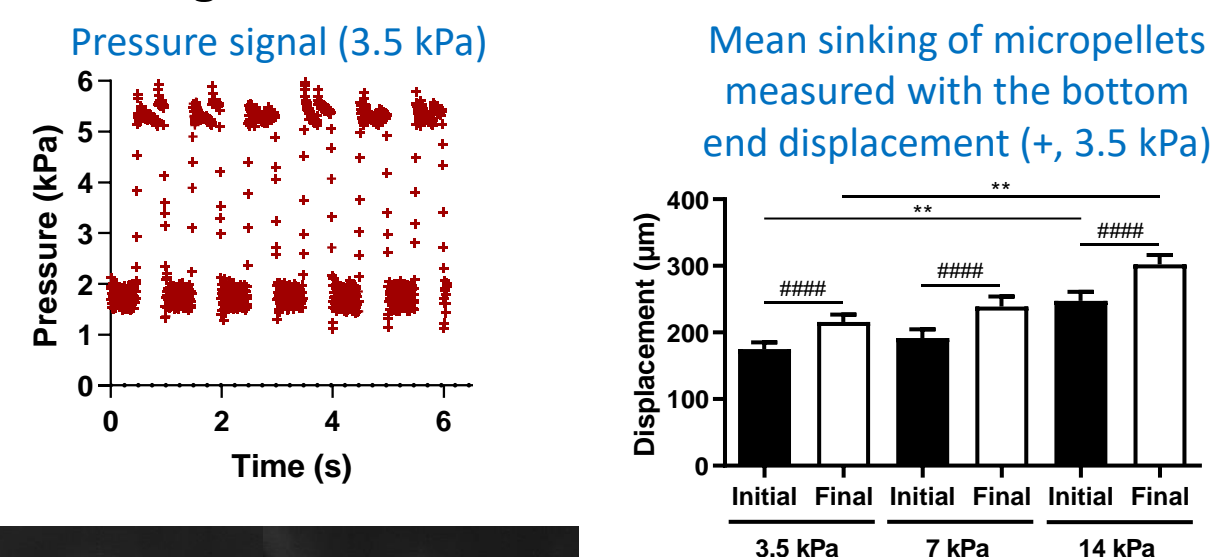 Pressure signal (3.5 kPa)
6
5
4
3
2
1
0
Pressure (kPa)
0 2 4 6
Time (s)
Mean sinking of micropellets
measured with the bottom
end displacement (+, 3.5 kPa)
400
300
200
100
0
Displacement (µm)
**
**
####
####
####
Initial Final Initial Final Initial Final
3.5 kPa 7 kPa 14 kPa